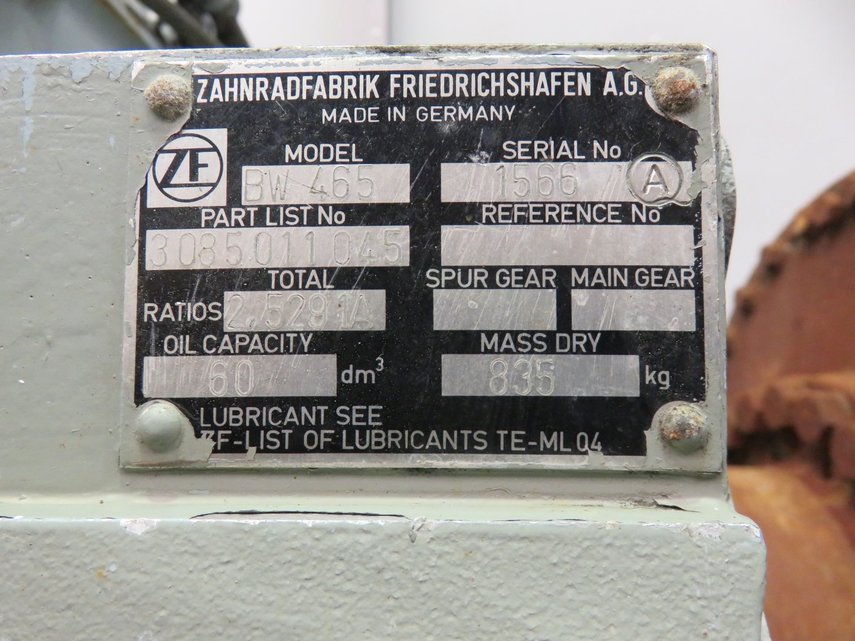 ZAHNRADFABRIK FRIEDRICHSHAFEN A.G.
MADE IN GERMANY
ZF
MODEL SERIAL No
BW 465 1566 A
PART LIST No REFERENCE No
3085.011.045
TOTAL SPUR GEAR MAIN GEAR
RATIOS 2.5291A
OIL CAPACITY MASS DRY
60 dm³ 835 kg
LUBRICANT SEE
ZF-LIST OF LUBRICANTS TE-ML 04